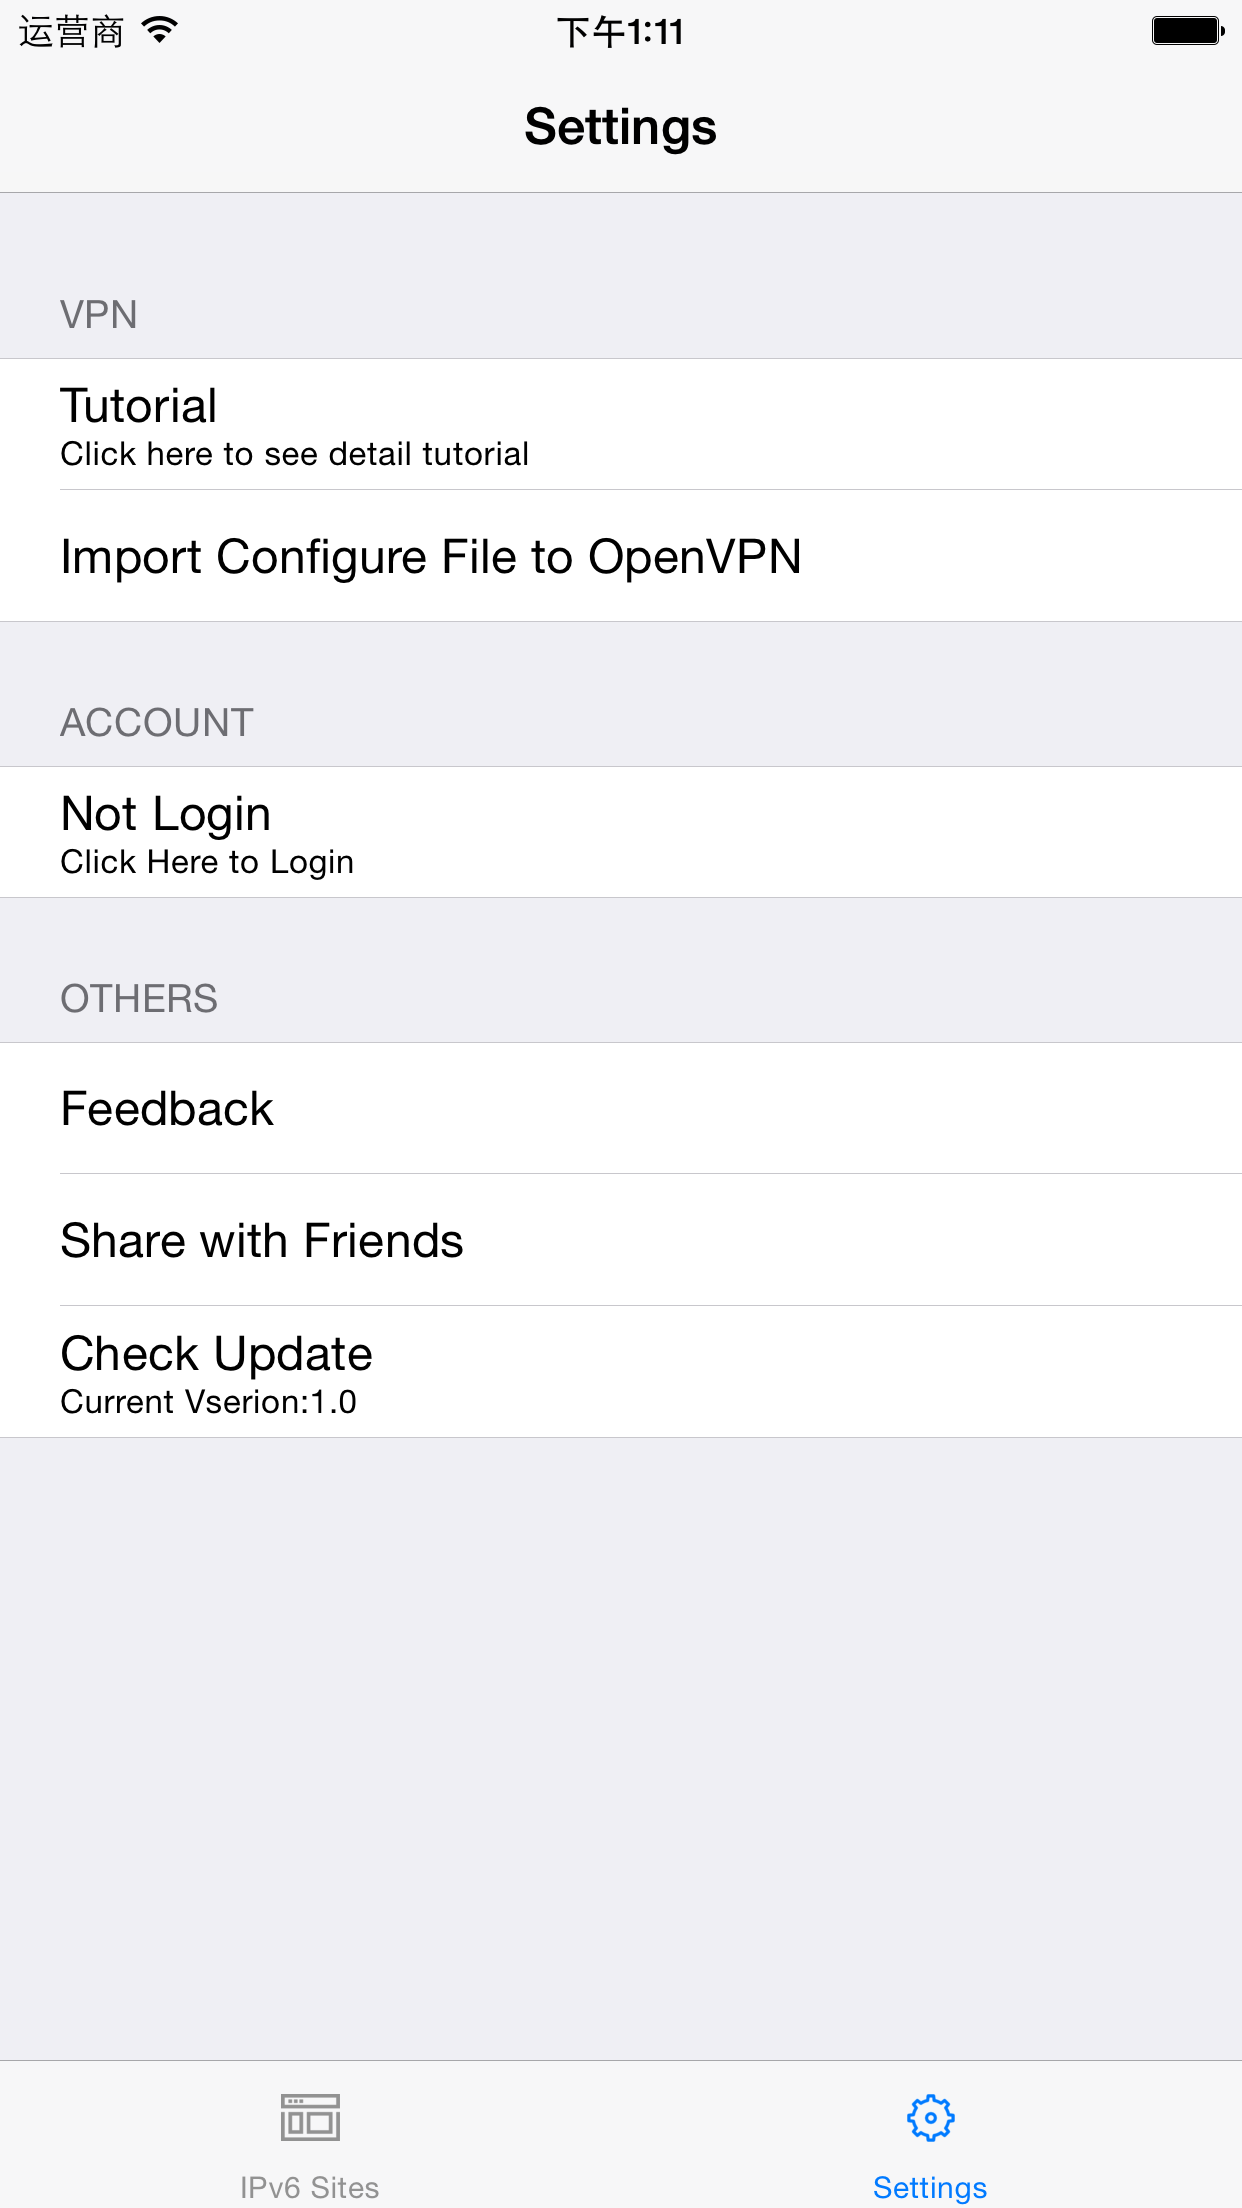 运营商
下午1:11
Settings
VPN
Tutorial
Click here to see detail tutorial
Import Configure File to OpenVPN
ACCOUNT
Not Login
Click Here to Login
OTHERS
Feedback
Share with Friends
Check Update
Current Vserion:1.0
IPv6 Sites
Settings